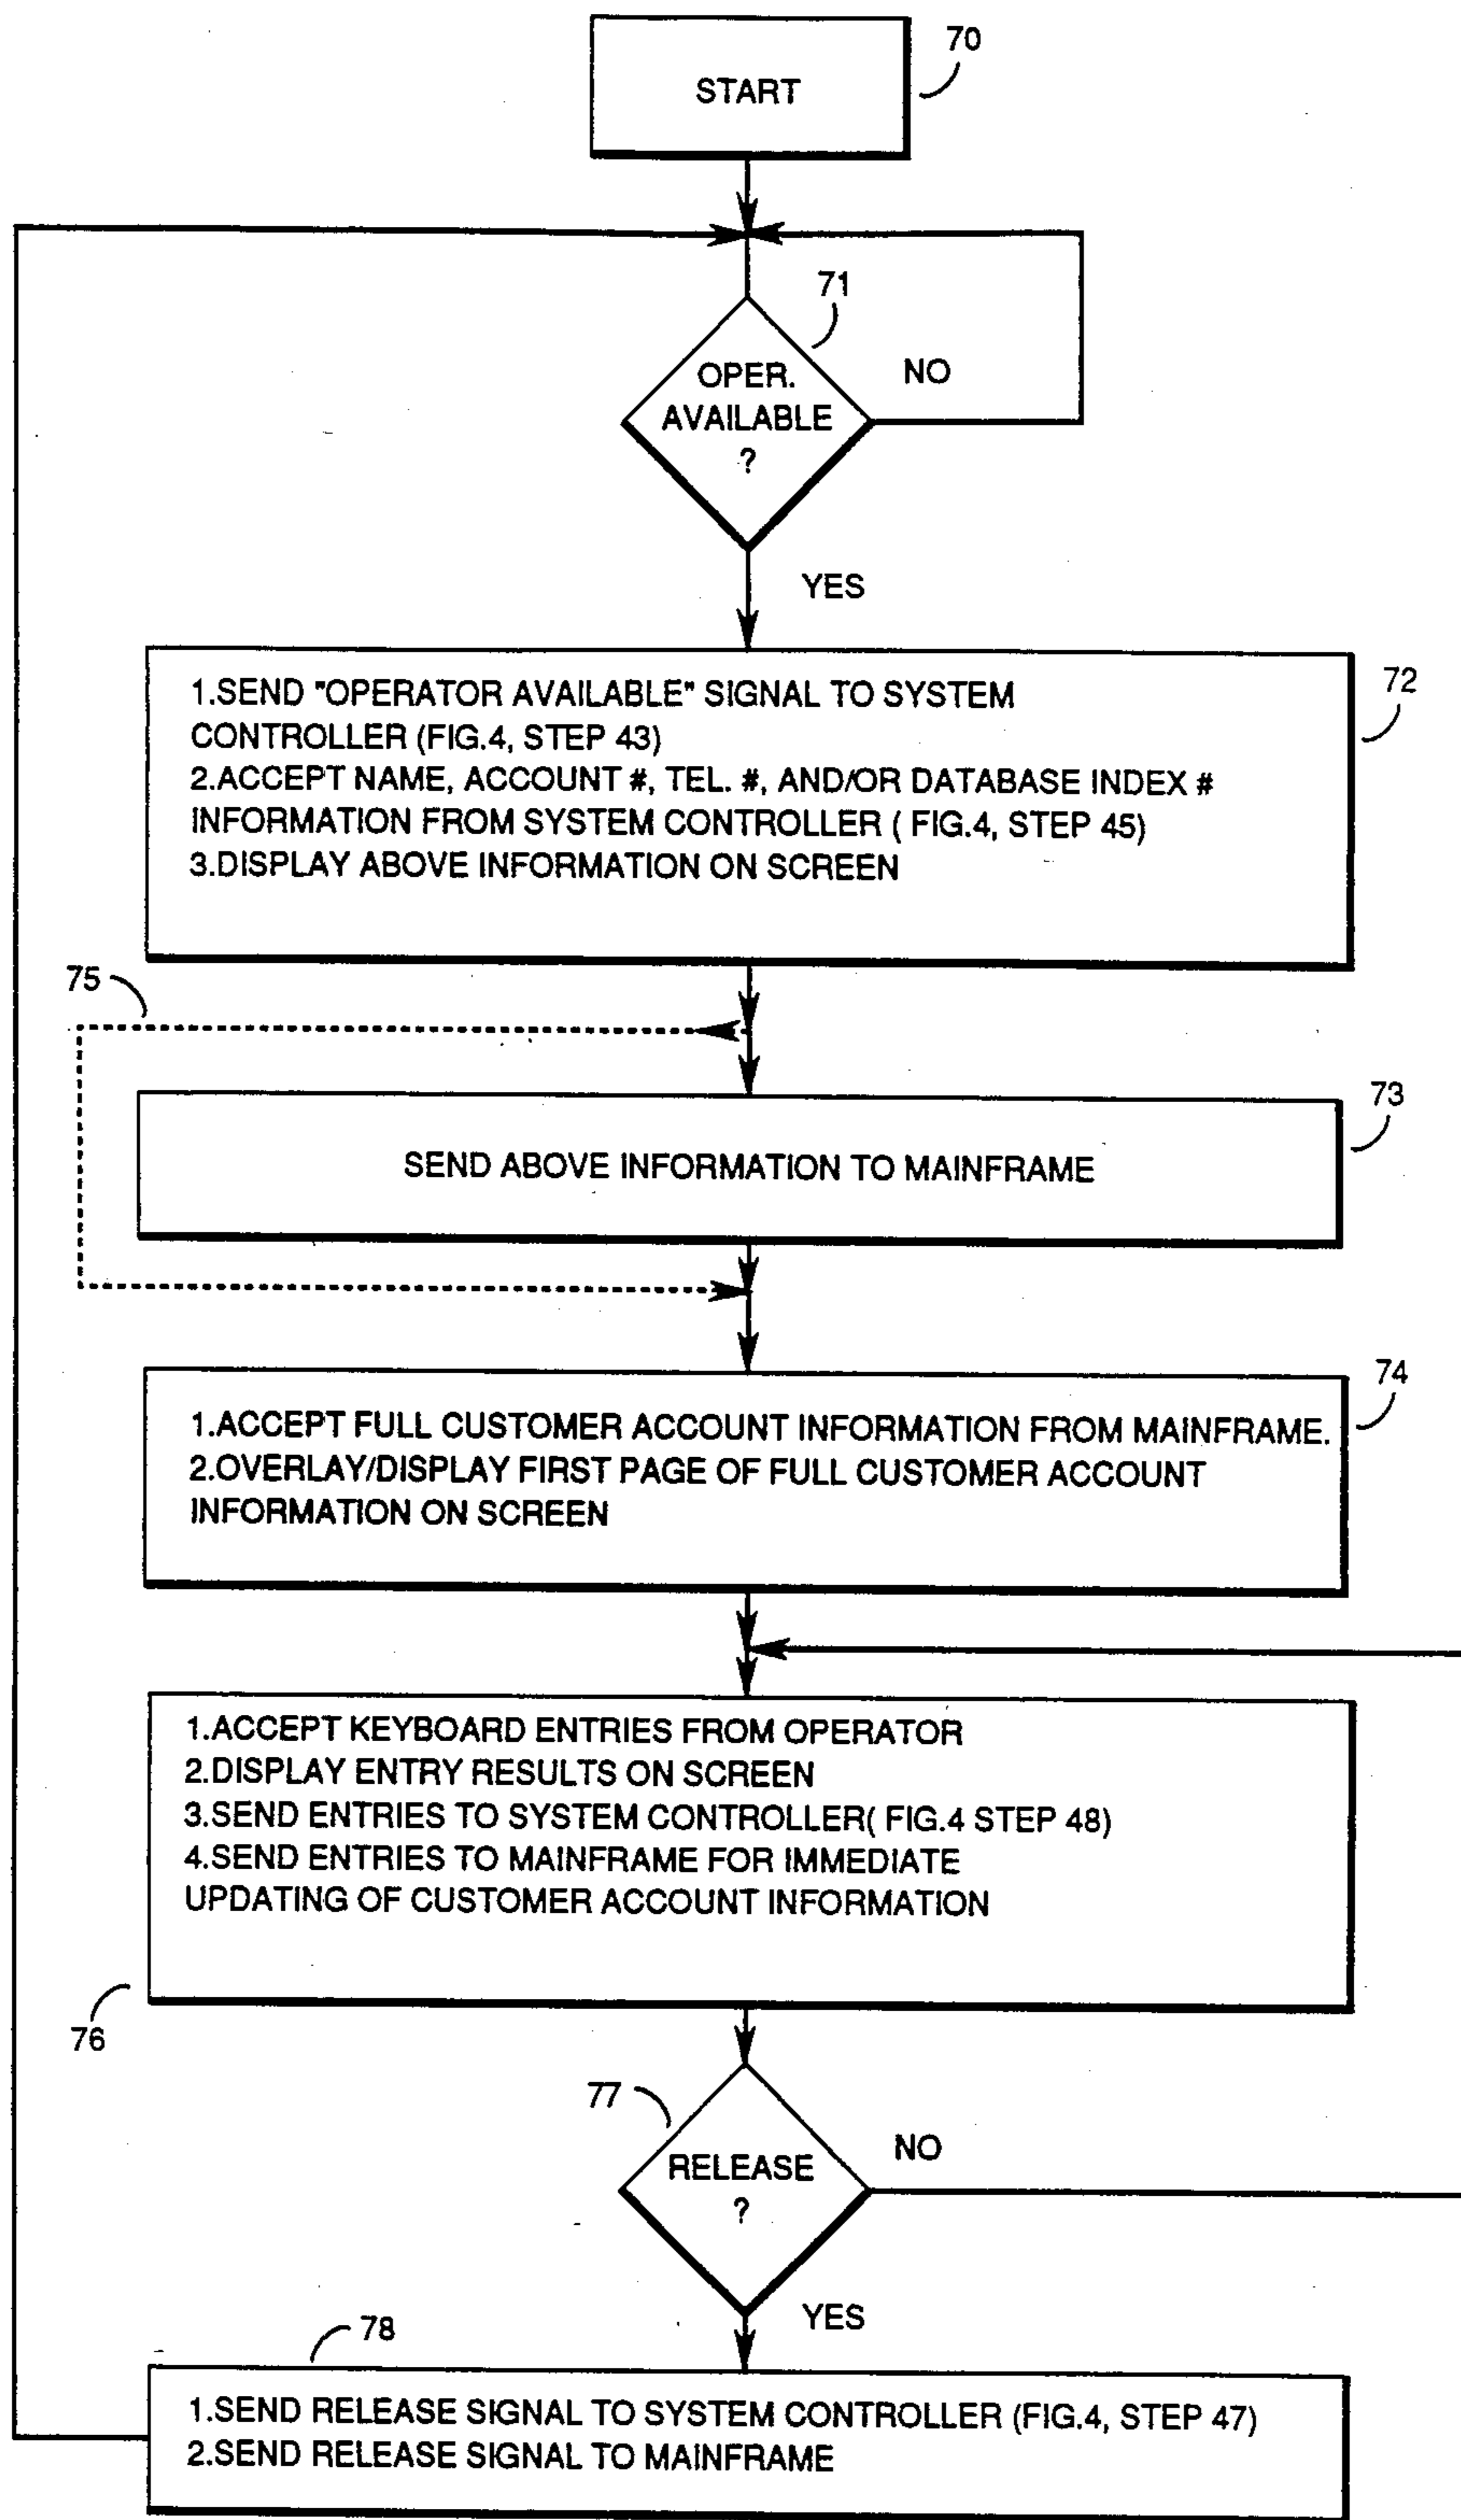 70
START
71
OPER.
AVAILABLE
?
NO
YES
72
1.SEND "OPERATOR AVAILABLE" SIGNAL TO SYSTEM
CONTROLLER (FIG.4, STEP 43)
2.ACCEPT NAME, ACCOUNT #, TEL. #, AND/OR DATABASE INDEX #
INFORMATION FROM SYSTEM CONTROLLER ( FIG.4, STEP 45)
3.DISPLAY ABOVE INFORMATION ON SCREEN
75
73
SEND ABOVE INFORMATION TO MAINFRAME
74
1.ACCEPT FULL CUSTOMER ACCOUNT INFORMATION FROM MAINFRAME.
2.OVERLAY/DISPLAY FIRST PAGE OF FULL CUSTOMER ACCOUNT
INFORMATION ON SCREEN
1.ACCEPT KEYBOARD ENTRIES FROM OPERATOR
2.DISPLAY ENTRY RESULTS ON SCREEN
3.SEND ENTRIES TO SYSTEM CONTROLLER( FIG.4 STEP 48)
4.SEND ENTRIES TO MAINFRAME FOR IMMEDIATE
UPDATING OF CUSTOMER ACCOUNT INFORMATION
76
77
RELEASE
?
NO
YES
78
1.SEND RELEASE SIGNAL TO SYSTEM CONTROLLER (FIG.4, STEP 47)
2.SEND RELEASE SIGNAL TO MAINFRAME